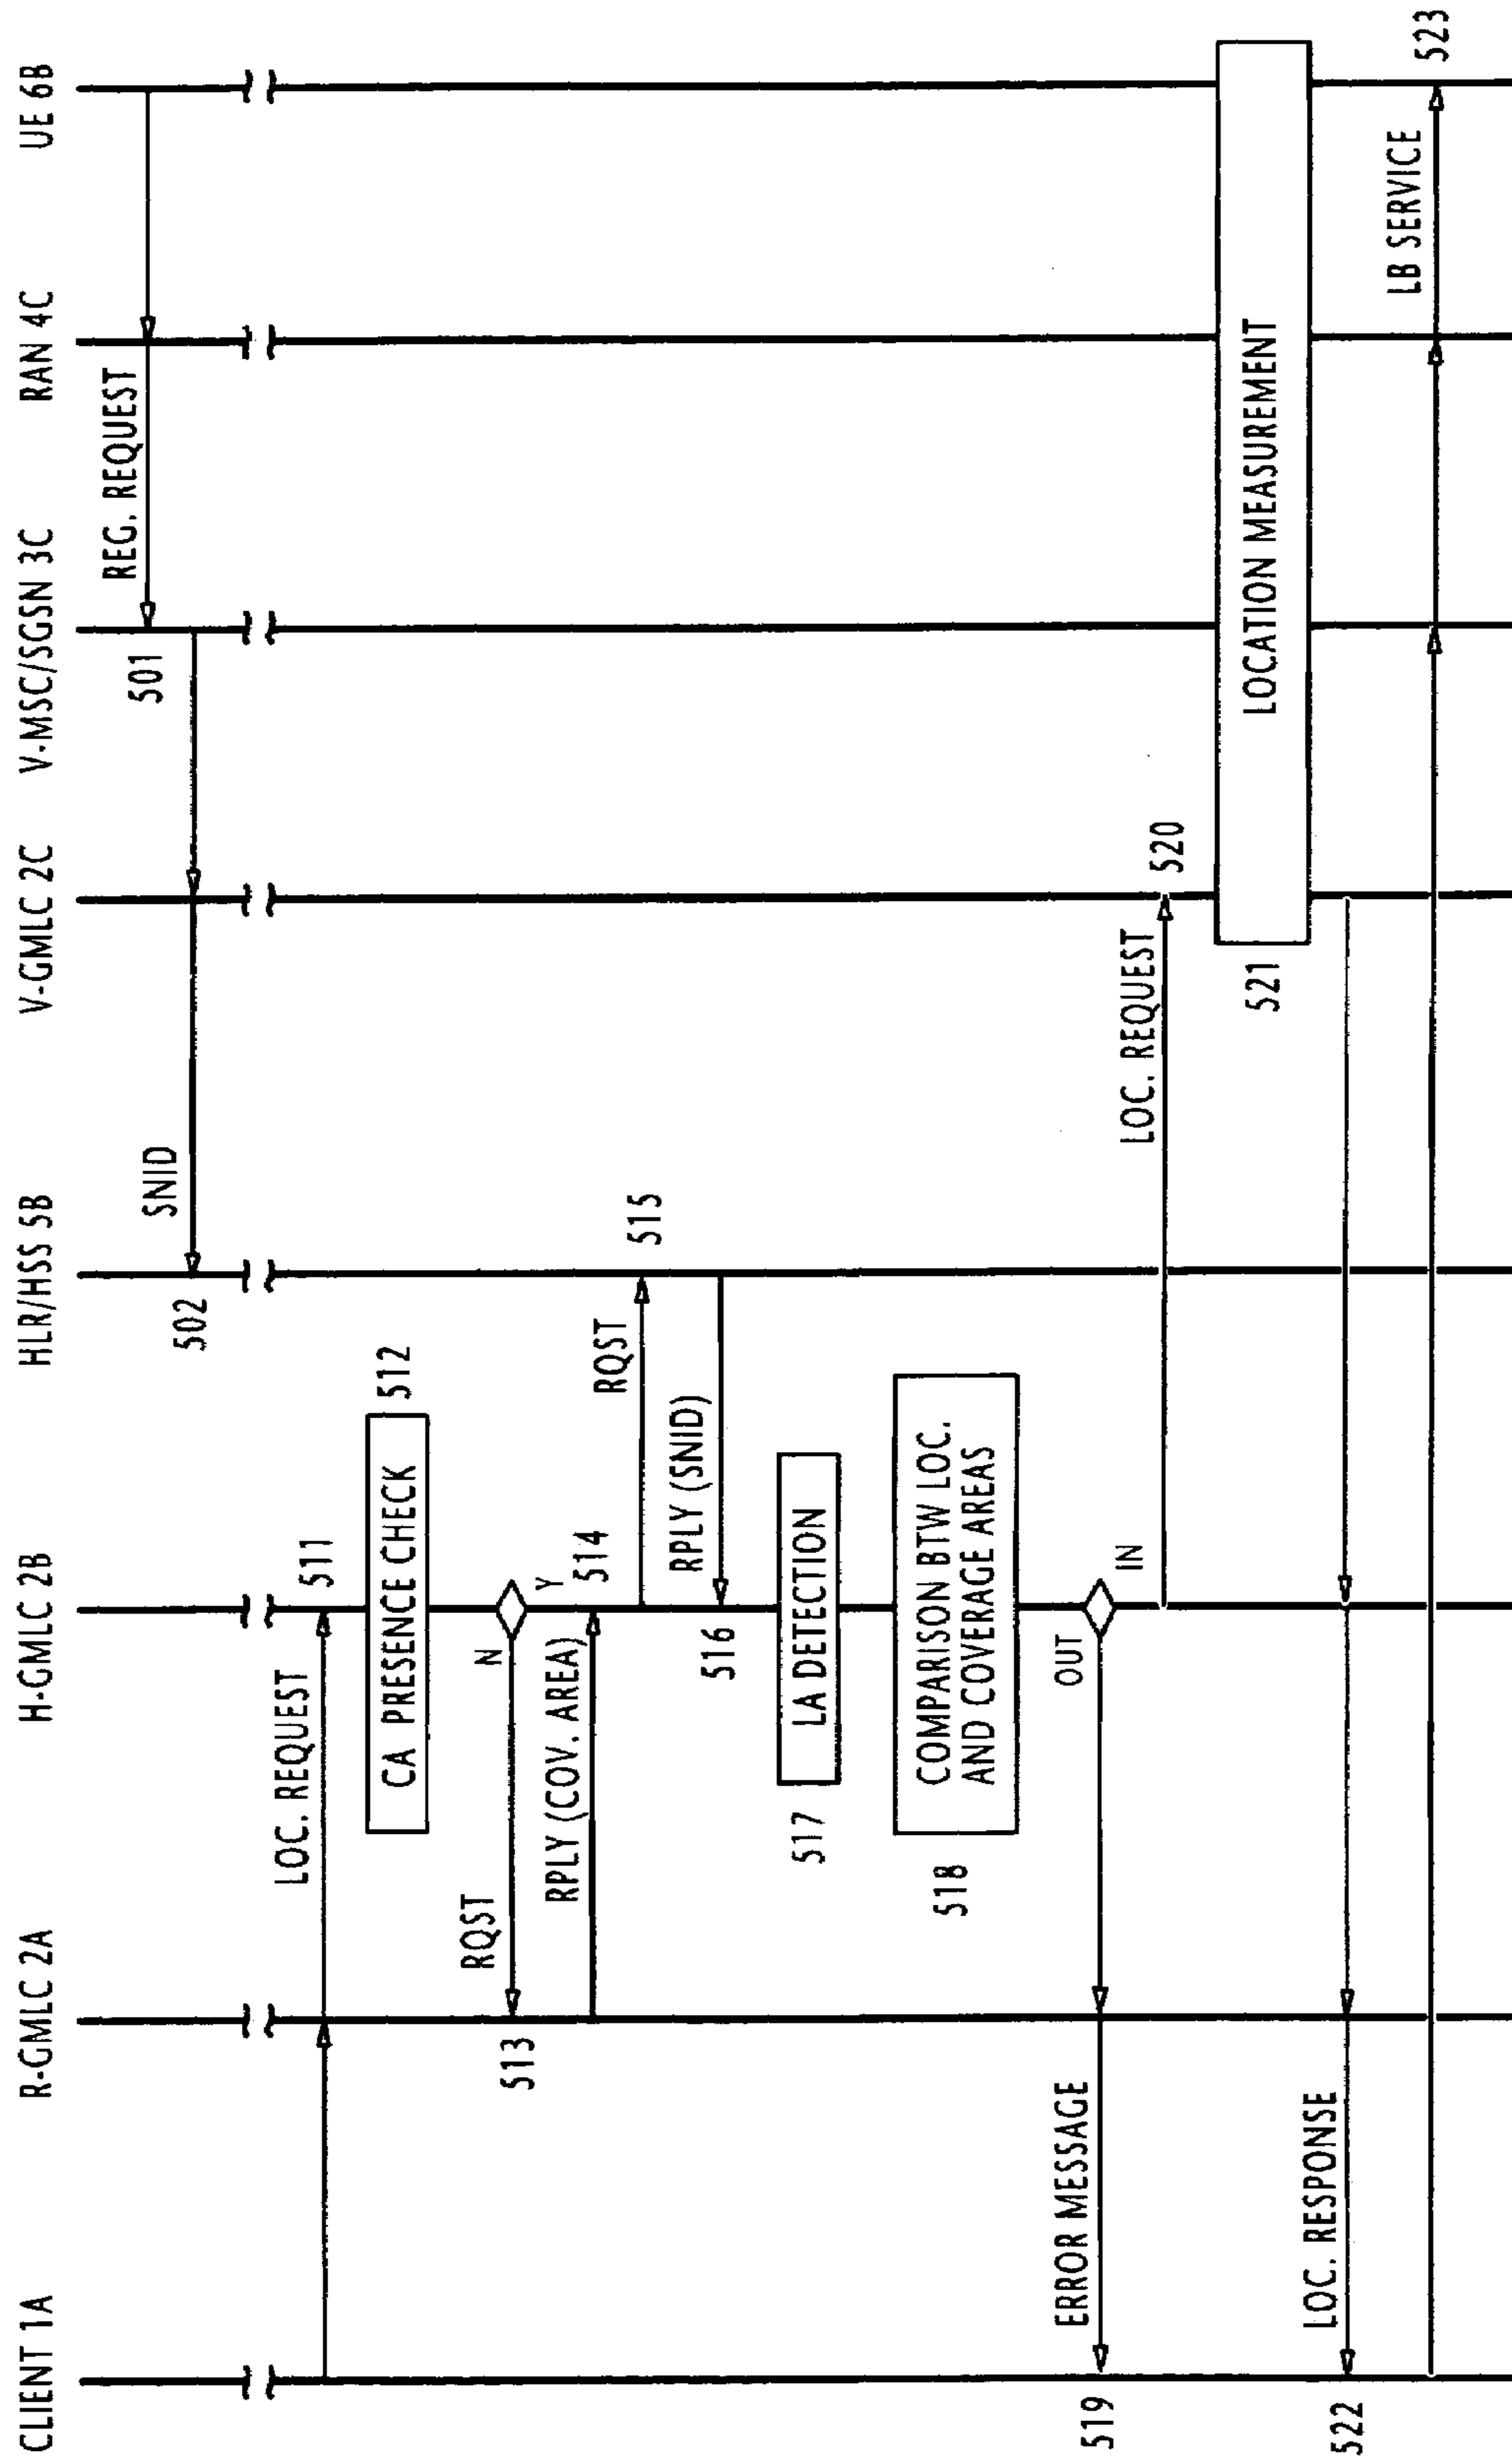 CLIENT 1A
R-GMLC 2A
H-GMLC 2B
HLR/HSS 5B
V-GMLC 2C
V-MSC/SGSN 3C
RAN 4C
UE 6B
REG. REQUEST
501
SNID
502
LOC. REQUEST
511
CA PRESENCE CHECK
512
N
Y
RQST
513
RPLY (COV. AREA)
514
RQST
515
RPLY (SNID)
516
517
LA DETECTION
518
COMPARISON BTW LOC.
AND COVERAGE AREAS
OUT
IN
ERROR MESSAGE
519
LOC. REQUEST
520
521
LOCATION MEASUREMENT
LOC. RESPONSE
522
LB SERVICE
523